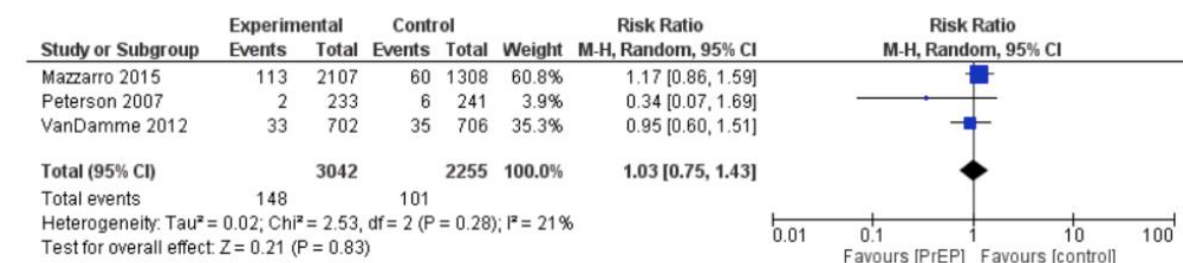 Experimental Control Risk Ratio Risk Ratio
Study or Subgroup Events Total Events Total Weight M-H, Random, 95% CI M-H, Random, 95% CI
Mazzarro 2015 113 2107 60 1308 60.8% 1.17 [0.86, 1.59]
Peterson 2007 2 233 6 241 3.9% 0.34 [0.07, 1.69]
VanDamme 2012 33 702 35 706 35.3% 0.95 [0.60, 1.51]
Total (95% CI) 3042 2255 100.0% 1.03 [0.75, 1.43]
Total events 148 101
Heterogeneity: Tau² = 0.02; Chi² = 2.53, df = 2 (P = 0.28); I² = 21%
Test for overall effect: Z = 0.21 (P = 0.83)
0.01 0.1 1 10 100
Favours [PrEP] Favours [control]